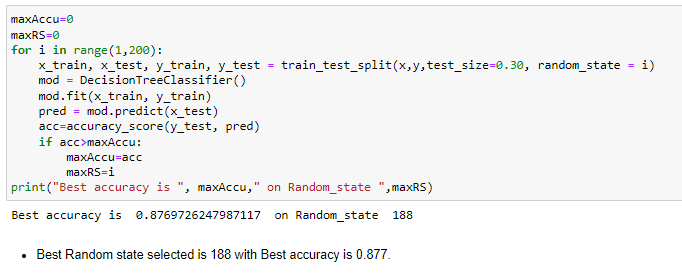 maxAccu=0
maxRS=0
for i in range(1,200):
    x_train, x_test, y_train, y_test = train_test_split(x,y,test_size=0.30, random_state = i)
    mod = DecisionTreeClassifier()
    mod.fit(x_train, y_train)
    pred = mod.predict(x_test)
    acc=accuracy_score(y_test, pred)
    if acc>maxAccu:
        maxAccu=acc
        maxRS=i
print("Best accuracy is ", maxAccu," on Random_state ",maxRS)
Best accuracy is  0.8769726247987117  on Random_state  188
• Best Random state selected is 188 with Best accuracy is 0.877.